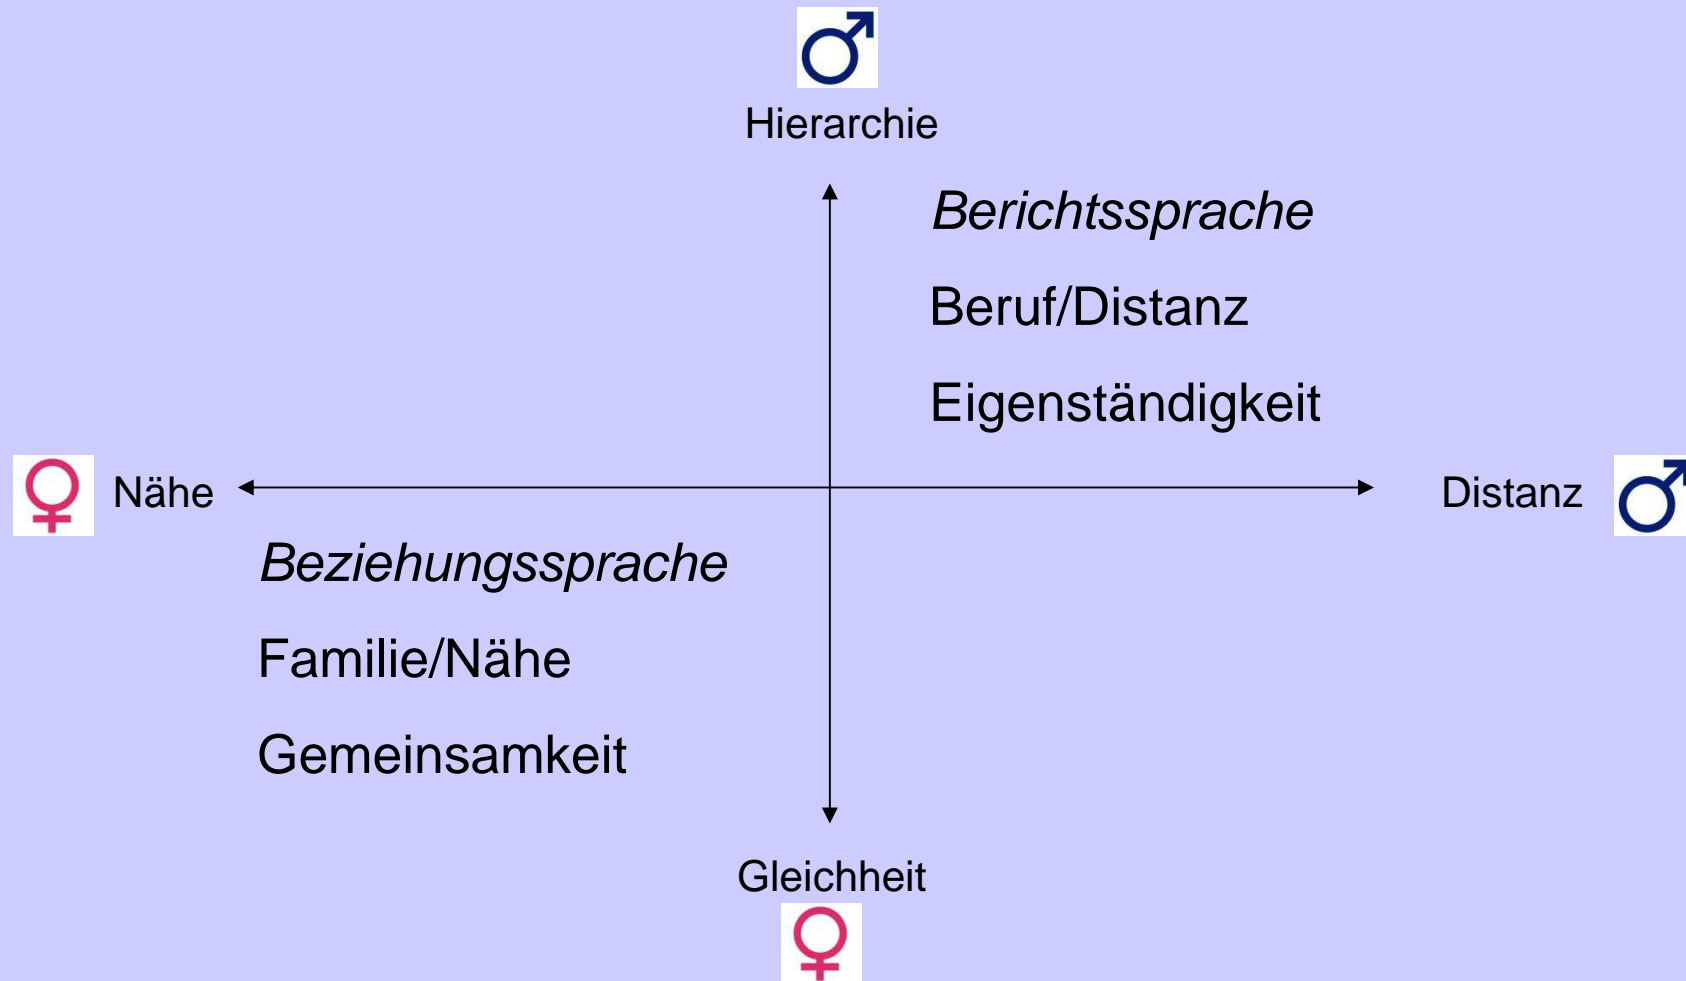 Hierarchie
Berichtssprache
Beruf/Distanz
Eigenständigkeit
Nähe
Distanz
Beziehungssprache
Familie/Nähe
Gemeinsamkeit
Gleichheit